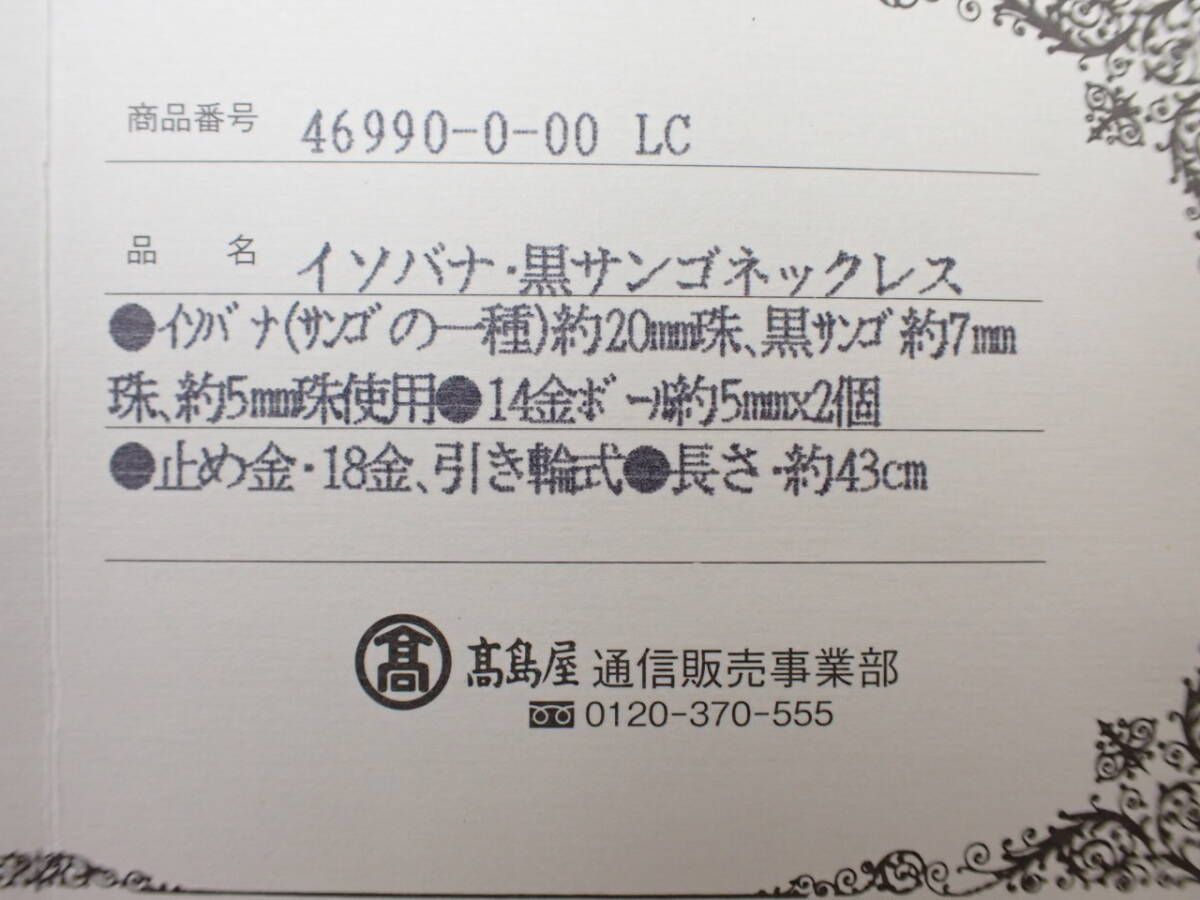 商品番号 46990-0-00 LC
品 名 イソバナ・黒サンゴネックレス
●ｲｿﾊﾞﾅ(ｻﾝｺﾞの一種)約20mm珠、黒ｻﾝｺﾞ約7mm
珠、約5mm珠使用●14金ﾎﾞｰﾙ約5mmx2個
●止め金・18金、引き輪式●長さ・約43cm
髙 髙島屋 通信販売事業部
0120-370-555